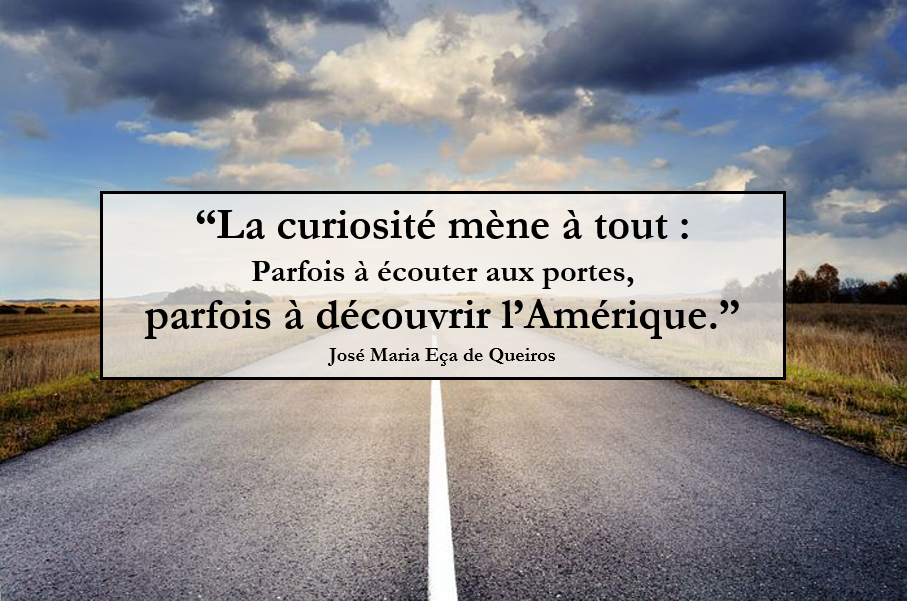 “La curiosité mène à tout :
Parfois à écouter aux portes,
parfois à découvrir l’Amérique.”
José Maria Eça de Queiros